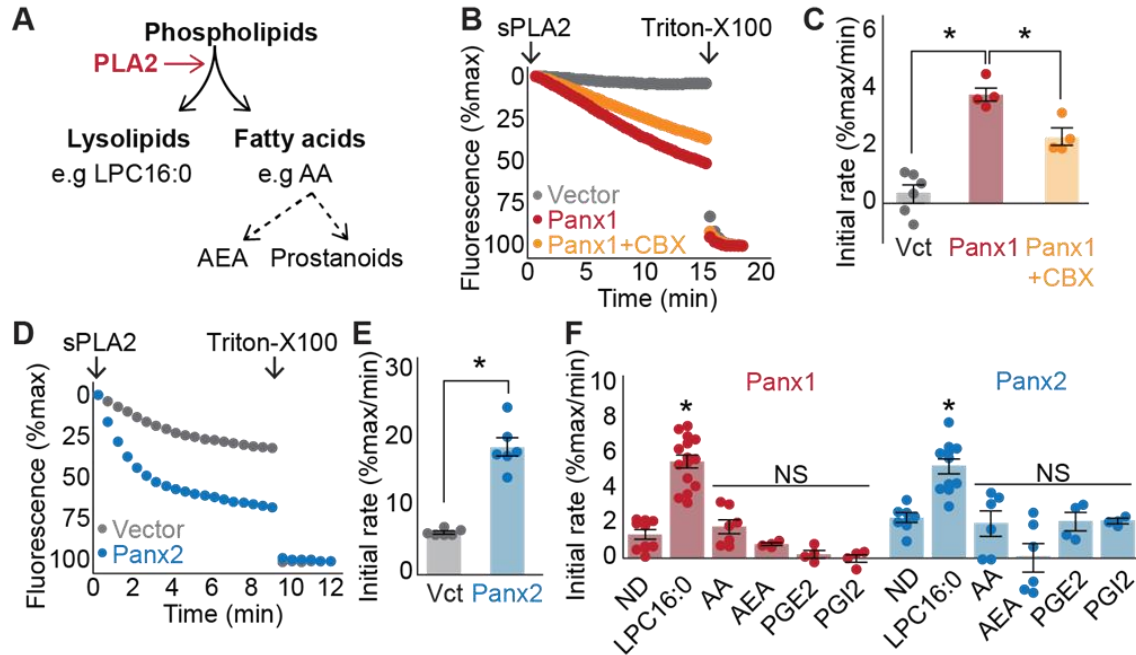 A
Phospholipids
PLA2
Lysolipids
Fatty acids
e.g LPC16:0
e.g AA
AEA
Prostanoids
B
sPLA2
Triton-X100
Fluorescence (%max)
0
25
50
75
100
Vector
Panx1
Panx1+CBX
0 5 10 15 20
Time (min)
C
Initial rate (%max/min)
6
4
2
0
*
*
Vct
Panx1
Panx1
+CBX
D
sPLA2
Triton-X100
Fluorescence (%max)
0
25
50
75
100
Vector
Panx2
0 2 4 6 8 10 12
Time (min)
E
Initial rate (%max/min)
30
20
10
0
*
Vct Panx2
F
Initial rate (%max/min)
10
8
6
4
2
0
Panx1
*
NS
ND
LPC16:0
AA
AEA
PGE2
PGI2
Panx2
*
NS
ND
LPC16:0
AA
AEA
PGE2
PGI2